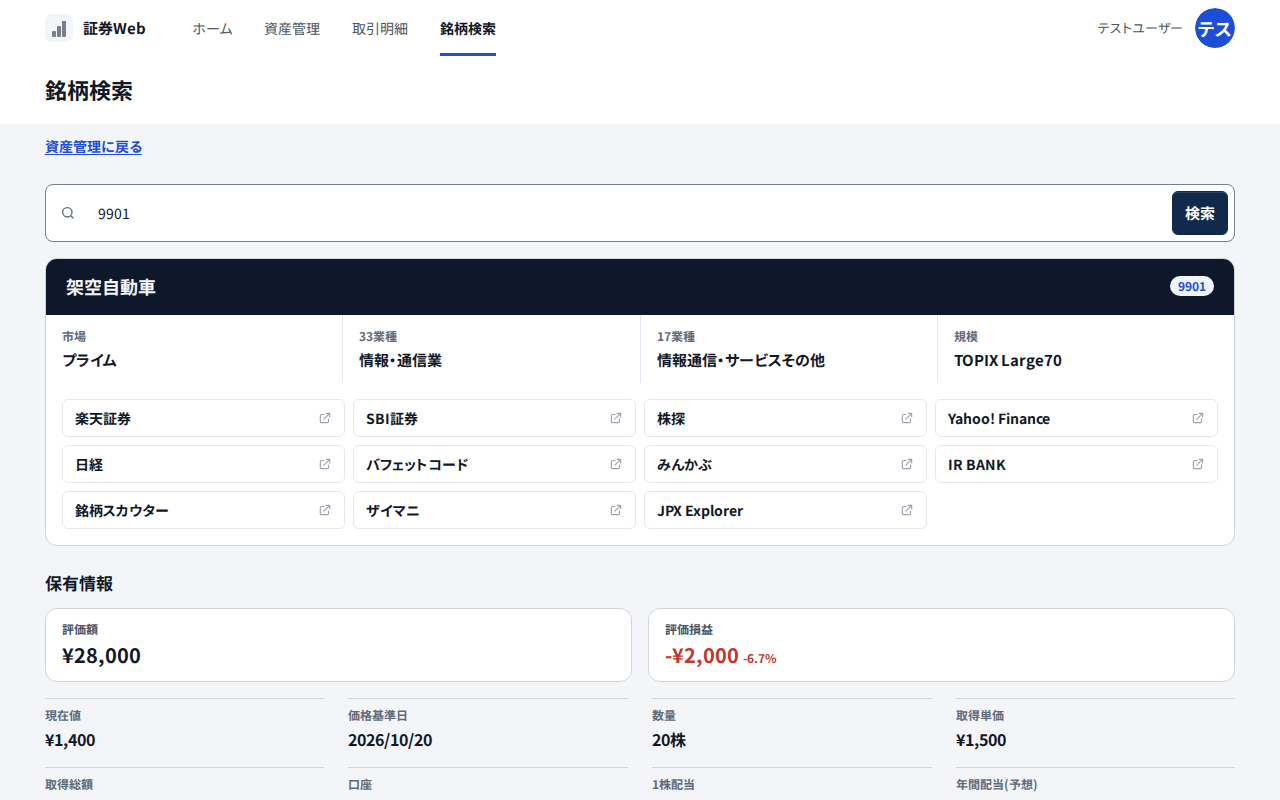 証券Web
ホーム
資産管理
取引明細
銘柄検索
テストユーザー
テス
銘柄検索
資産管理に戻る
9901
検索
架空自動車
9901
市場
プライム
33業種
情報・通信業
17業種
情報通信・サービスその他
規模
TOPIX Large70
楽天証券
SBI証券
株探
Yahoo! Finance
日経
バフェットコード
みんかぶ
IR BANK
銘柄スカウター
ザイマニ
JPX Explorer
保有情報
評価額
¥28,000
評価損益
-¥2,000 -6.7%
現在値
¥1,400
価格基準日
2026/10/20
数量
20株
取得単価
¥1,500
取得総額
口座
1株配当
年間配当(予想)